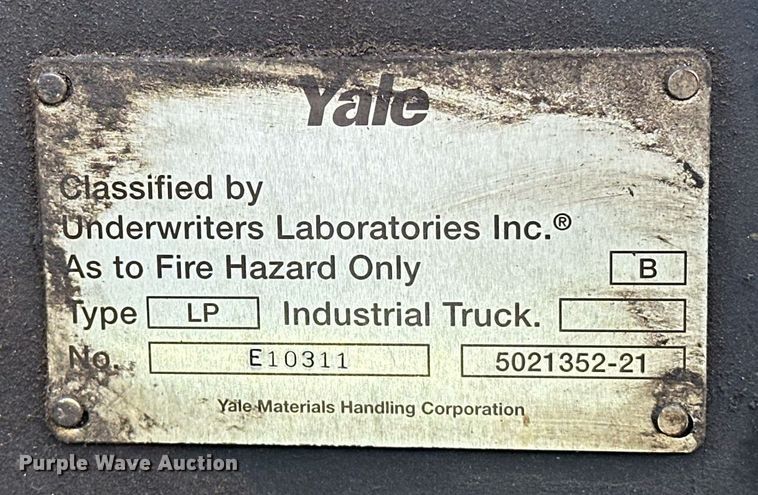 Yale
Classified by
Underwriters Laboratories Inc.®
As to Fire Hazard Only B
Type LP Industrial Truck.
No. E10311 5021352-21
Yale Materials Handling Corporation
Purple Wave Auction